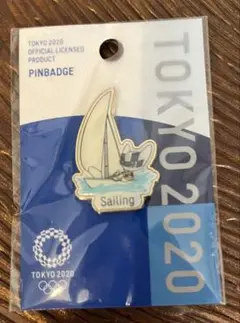 TOKYO 2020
OFFICIAL LICENSED
PRODUCT
PINBADGE
TOKYO 2020
Sailing
TOKYO 2020